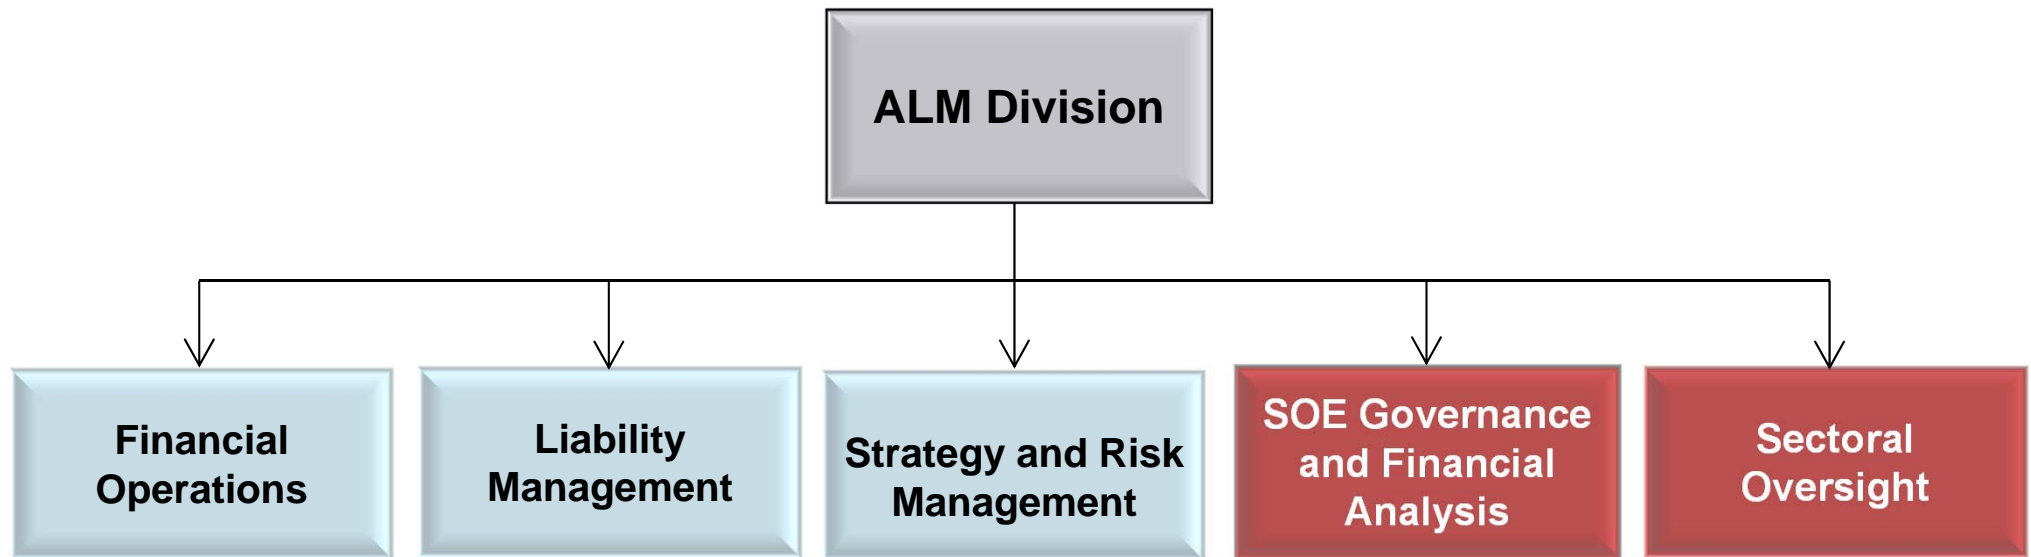 ALM Division
Financial
Operations
Liability
Management
Strategy and Risk
Management
SOE Governance
and Financial
Analysis
Sectoral
Oversight